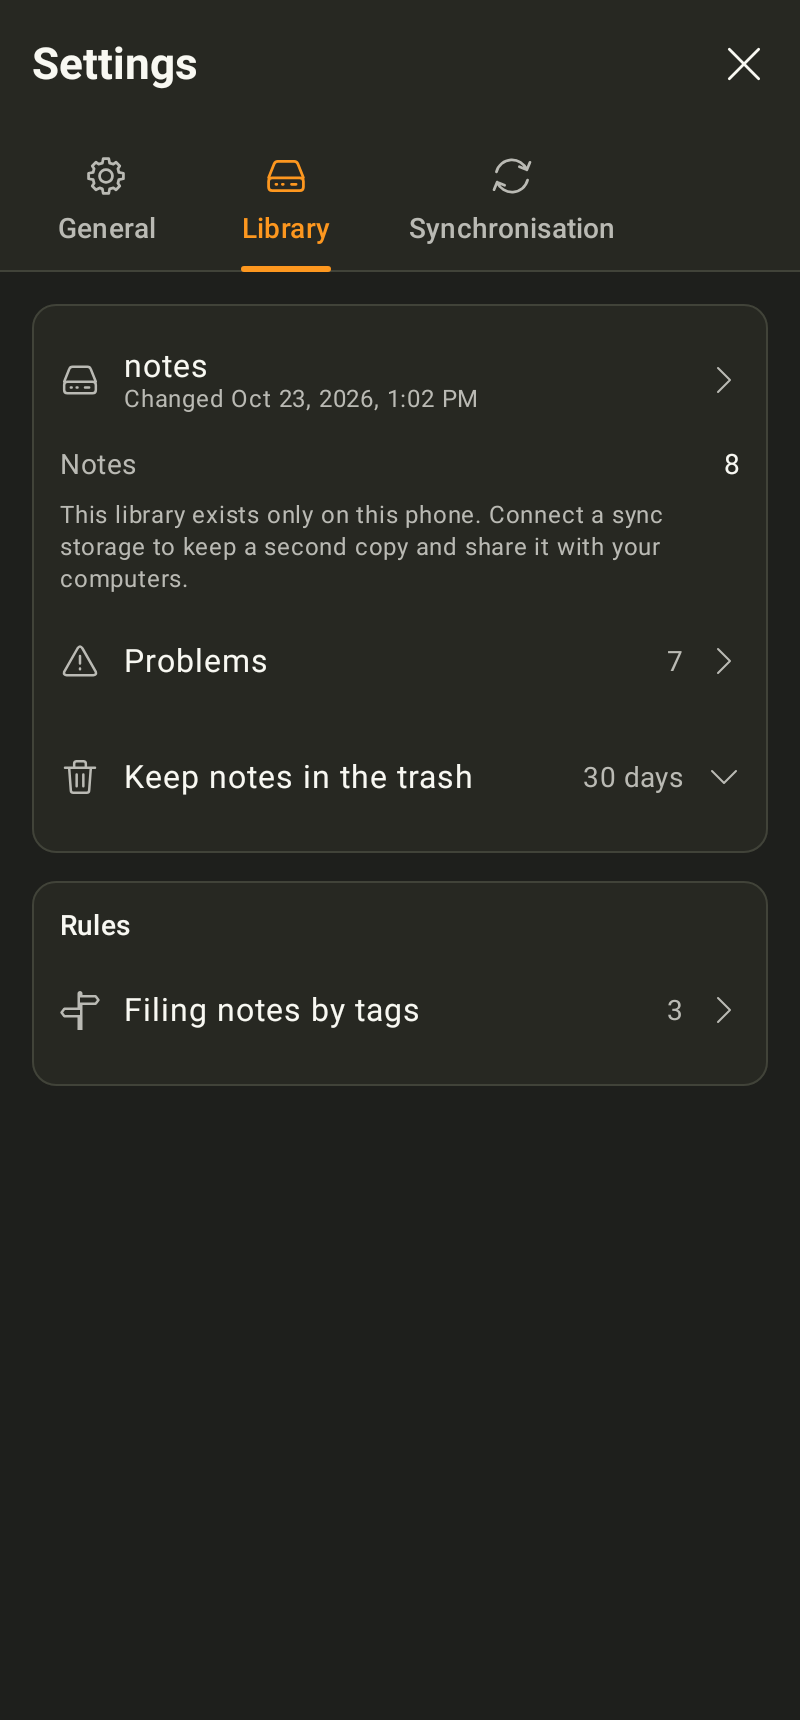 Settings
General
Library
Synchronisation
notes
Changed Oct 23, 2026, 1:02 PM
Notes 8
This library exists only on this phone. Connect a sync
storage to keep a second copy and share it with your
computers.
Problems 7
Keep notes in the trash 30 days
Rules
Filing notes by tags 3